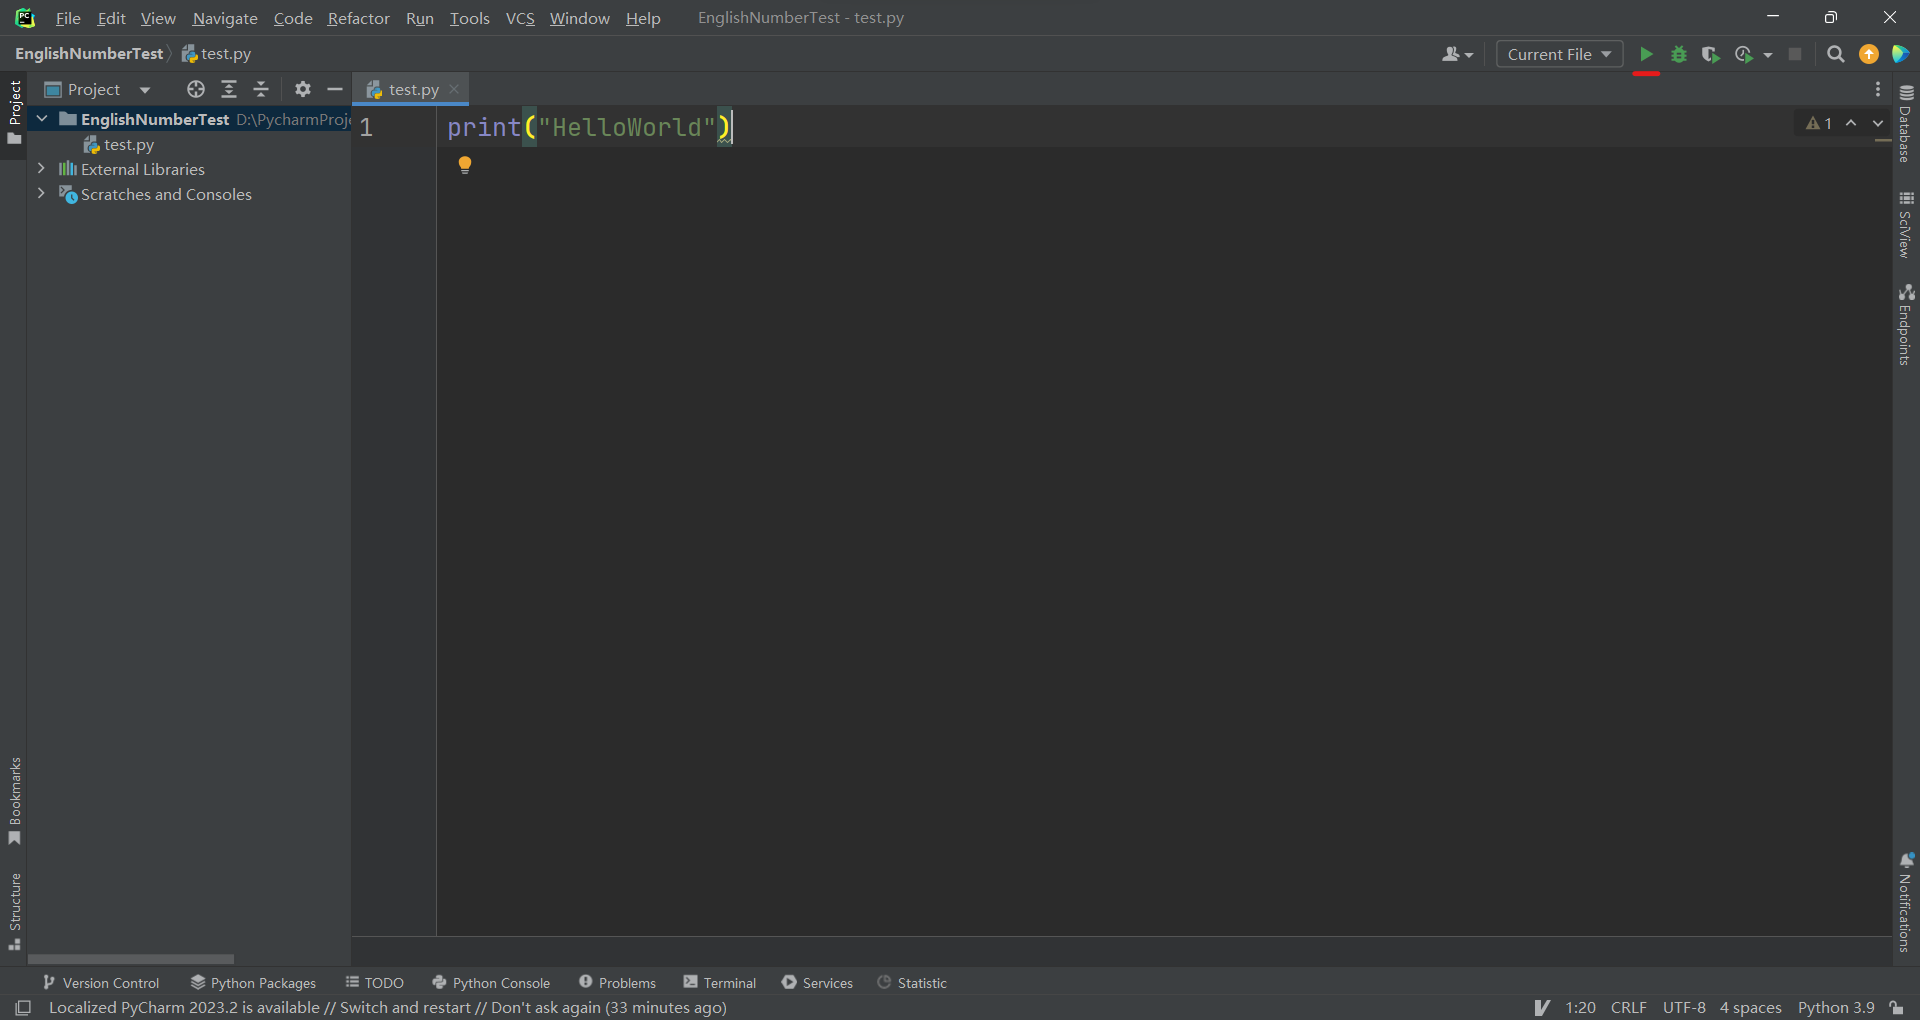 PC File Edit View Navigate Code Refactor Run Tools VCS Window Help EnglishNumberTest - test.py
EnglishNumberTest test.py Current File
Project test.py
EnglishNumberTest D:\PycharmProje
test.py
External Libraries
Scratches and Consoles
1 print("HelloWorld")
1
Project
Bookmarks
Structure
Database
SciView
Endpoints
Notifications
Version Control Python Packages TODO Python Console Problems Terminal Services Statistic
Localized PyCharm 2023.2 is available // Switch and restart // Don't ask again (33 minutes ago) 1:20 CRLF UTF-8 4 spaces Python 3.9